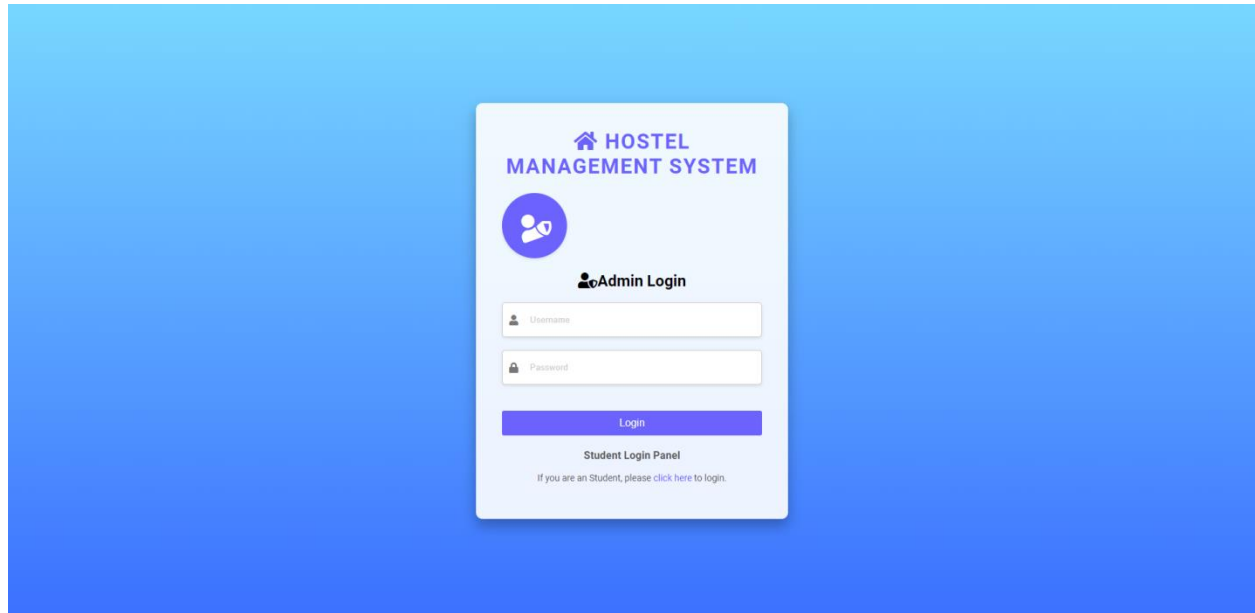 HOSTEL
MANAGEMENT SYSTEM
Admin Login
Username
Password
Login
Student Login Panel
If you are an Student, please click here to login.